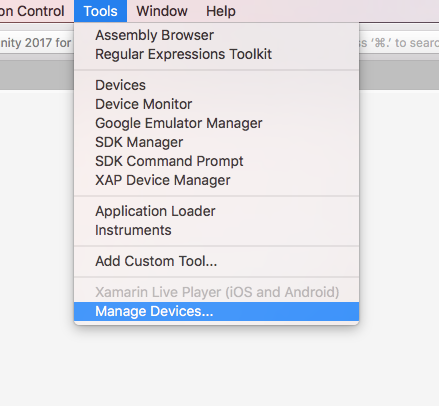 on Control Tools Window Help
nity 2017 for
s '⌘.' to searc
Assembly Browser
Regular Expressions Toolkit
Devices
Device Monitor
Google Emulator Manager
SDK Manager
SDK Command Prompt
XAP Device Manager
Application Loader
Instruments
Add Custom Tool...
Xamarin Live Player (iOS and Android)
Manage Devices...